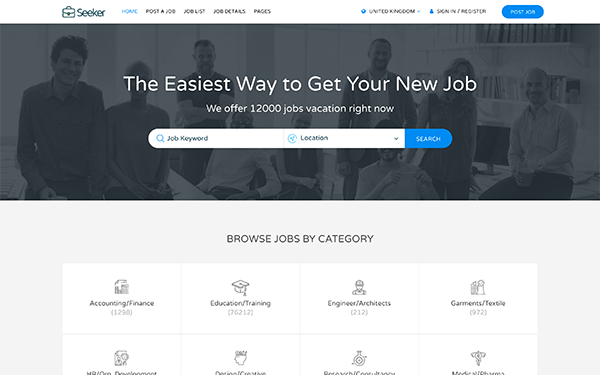 Seeker
HOME POST A JOB JOB LIST JOB DETAILS PAGES UNITED KINGDOM SIGN IN / REGISTER POST JOB
The Easiest Way to Get Your New Job
We offer 12000 jobs vacation right now
Job Keyword Location SEARCH
BROWSE JOBS BY CATEGORY
Accounting/Finance Education/Training Engineer/Architects Garments/Textile
(1298) (76212) (212) (972)
HR/Org. Development Design/Creative Research/Consultancy Medical/Pharma